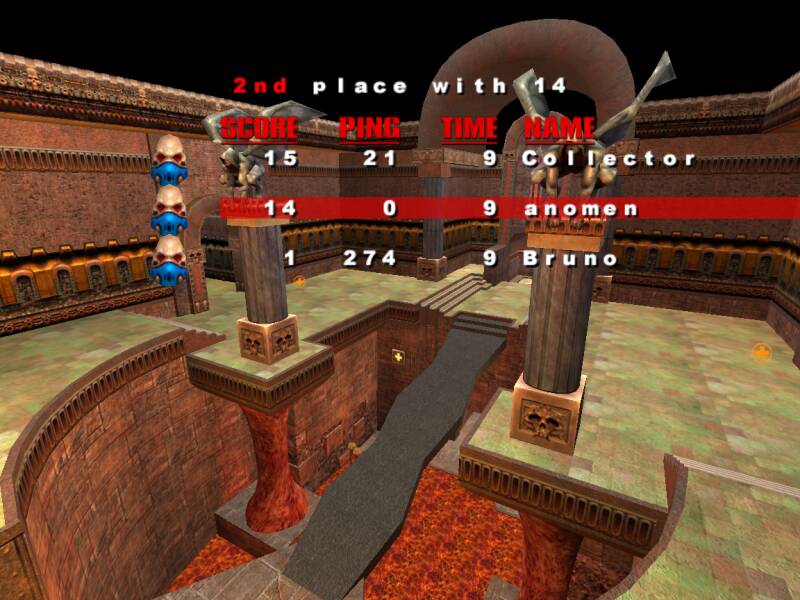 2nd place with 14
SCORE PING TIME NAME
15 21 9 Collector
14 0 9 anomen
1 274 9 Bruno